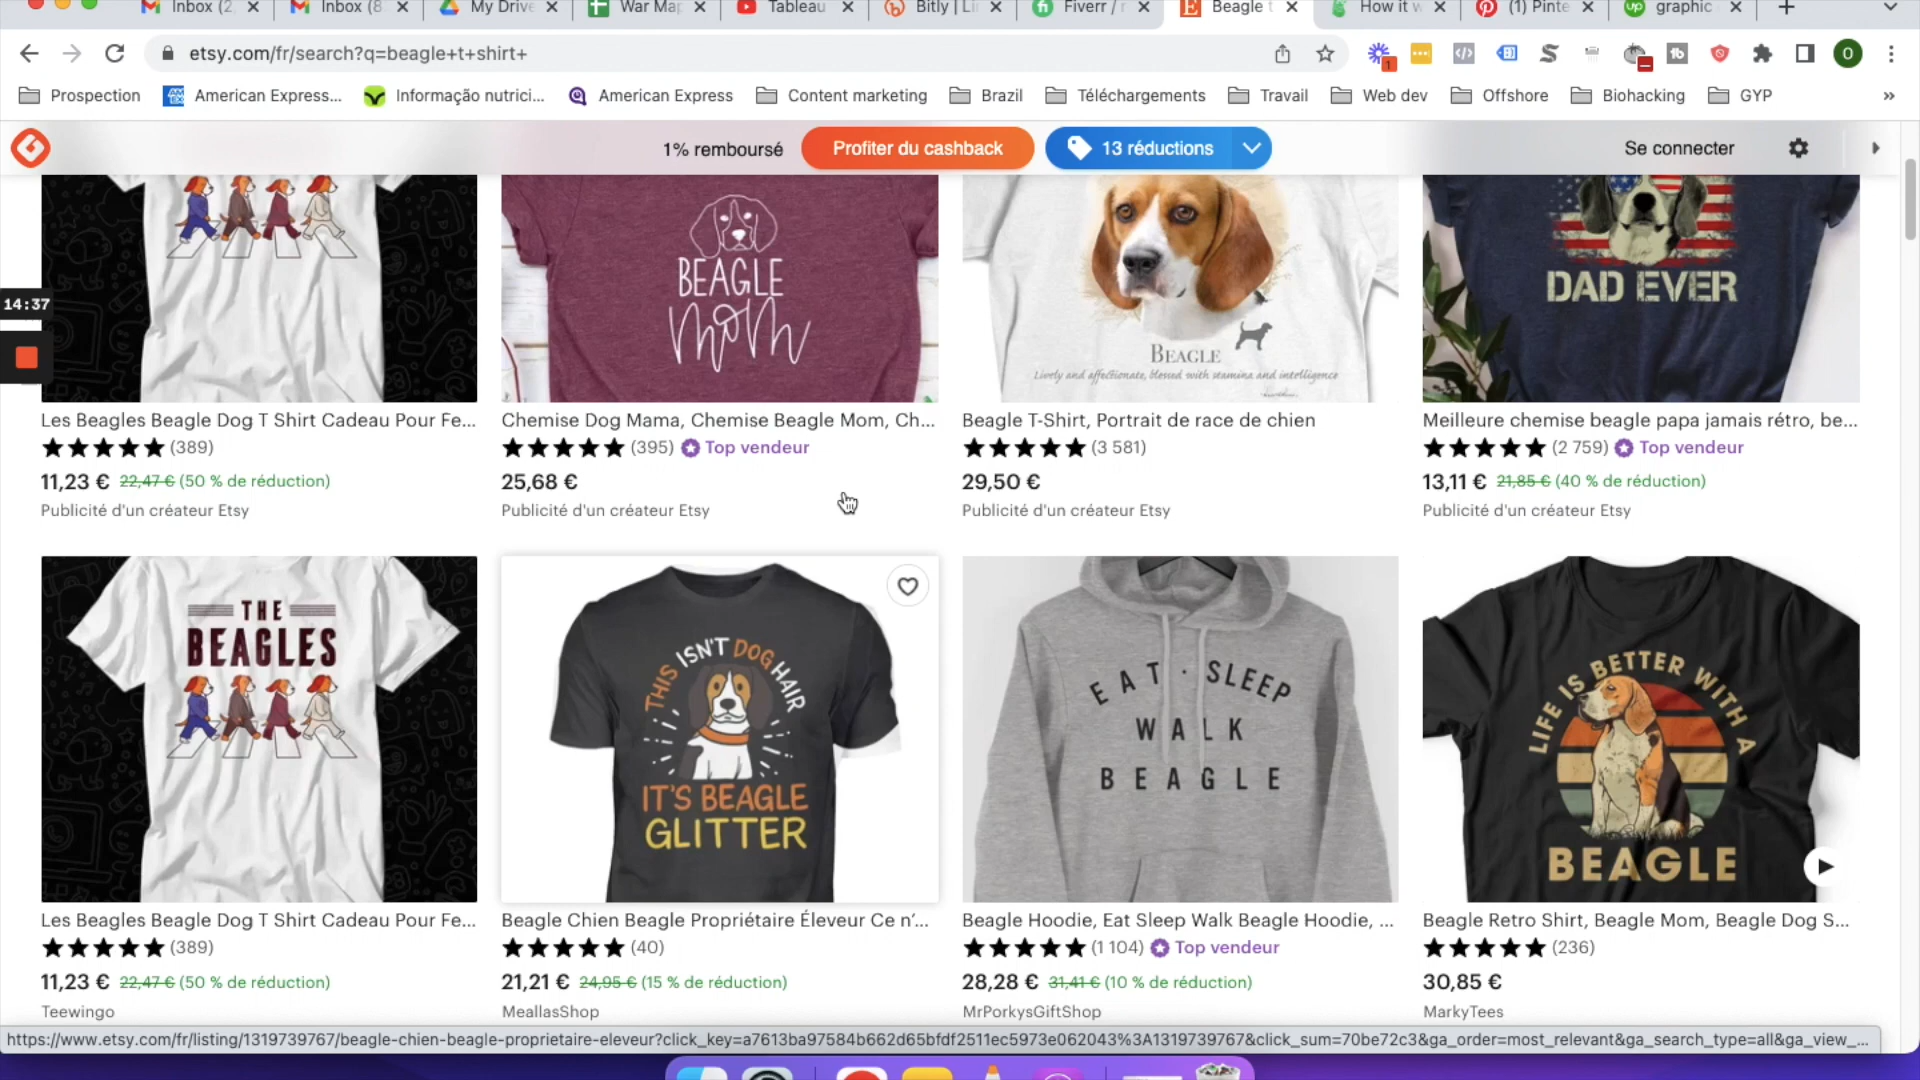 Inbox (2
Inbox (8
My Drive
War Map
Tableau
Bitly | Li
Fiverr / r
Beagle t
How it w
(1) Pinte
graphic
etsy.com/fr/search?q=beagle+t+shirt+
1
O
Prospection
American Express...
Informação nutrici...
American Express
Content marketing
Brazil
Téléchargements
Travail
Web dev
Offshore
Biohacking
GYP
»
1% remboursé
Profiter du cashback
13 réductions
Se connecter
14:37
BEAGLE
mom
BEAGLE
Lively and affectionate, blessed with stamina and intelligence
DAD EVER
Les Beagles Beagle Dog T Shirt Cadeau Pour Fe...
(389)
11,23 € 22,47 € (50 % de réduction)
Publicité d'un créateur Etsy
Chemise Dog Mama, Chemise Beagle Mom, Ch...
(395) Top vendeur
25,68 €
Publicité d'un créateur Etsy
Beagle T-Shirt, Portrait de race de chien
(3 581)
29,50 €
Publicité d'un créateur Etsy
Meilleure chemise beagle papa jamais rétro, be...
(2 759) Top vendeur
13,11 € 21,85 € (40 % de réduction)
Publicité d'un créateur Etsy
THE
BEAGLES
THIS ISN'T DOG HAIR
IT'S BEAGLE
GLITTER
EAT · SLEEP
WALK
BEAGLE
LIFE IS BETTER WITH A
BEAGLE
Les Beagles Beagle Dog T Shirt Cadeau Pour Fe...
(389)
11,23 € 22,47 € (50 % de réduction)
Teewingo
Beagle Chien Beagle Propriétaire Éleveur Ce n'...
(40)
21,21 € 24,95 € (15 % de réduction)
MeallasShop
Beagle Hoodie, Eat Sleep Walk Beagle Hoodie, ...
(1 104) Top vendeur
28,28 € 31,41 € (10 % de réduction)
MrPorkysGiftShop
Beagle Retro Shirt, Beagle Mom, Beagle Dog S...
(236)
30,85 €
MarkyTees
https://www.etsy.com/fr/listing/1319739767/beagle-chien-beagle-proprietaire-eleveur?click_key=a7613ba97584b662d65bfdf2511ec5973e062043%3A1319739767&click_sum=70be72c3&ga_order=most_relevant&ga_search_type=all&ga_view_...